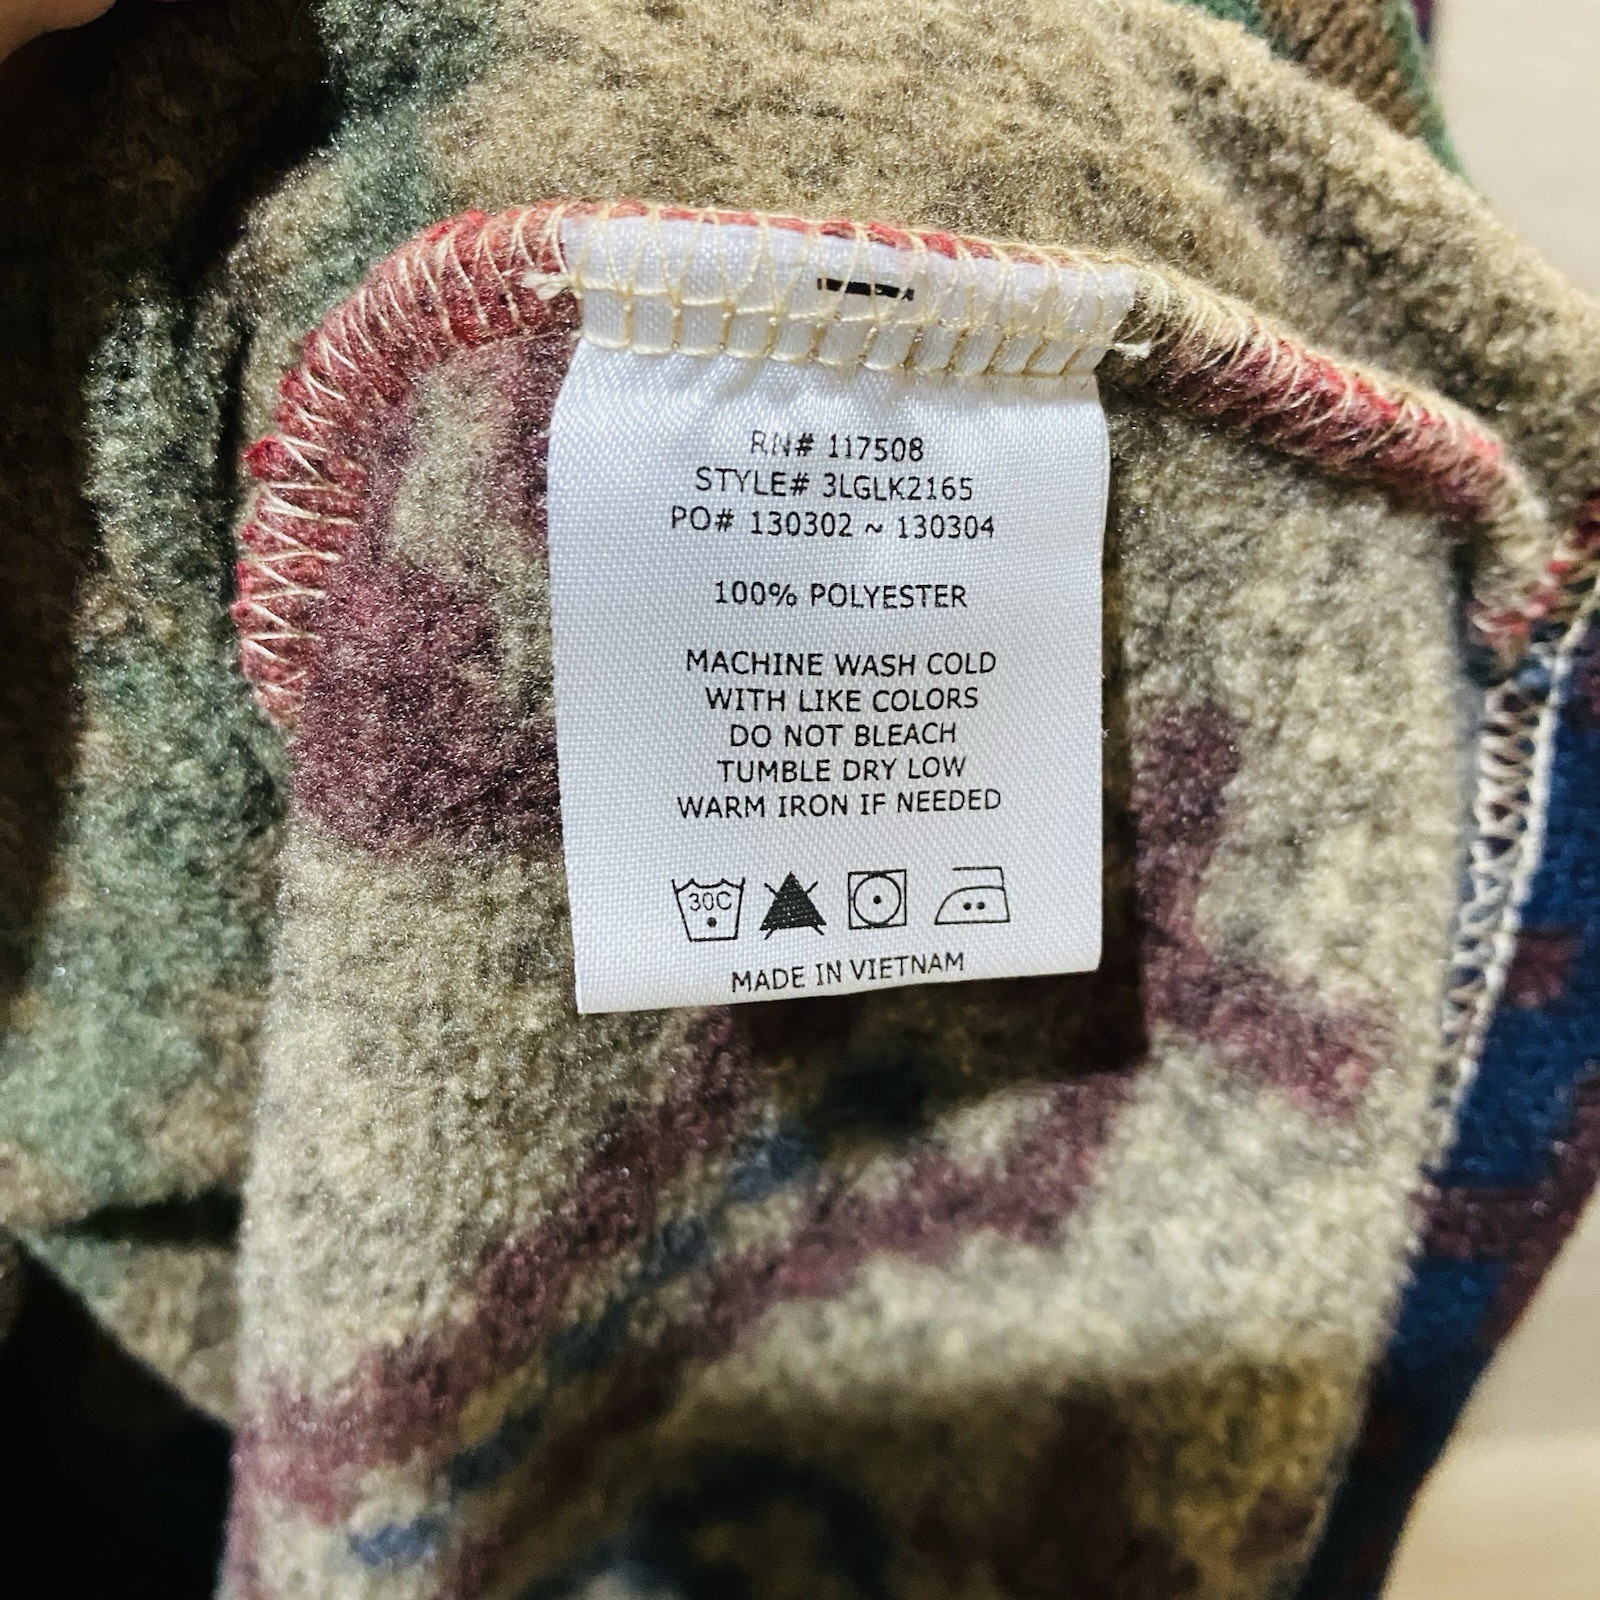 RN# 117508
STYLE# 3LGLK2165
PO# 130302 ~ 130304
100% POLYESTER
MACHINE WASH COLD
WITH LIKE COLORS
DO NOT BLEACH
TUMBLE DRY LOW
WARM IRON IF NEEDED
30C
MADE IN VIETNAM